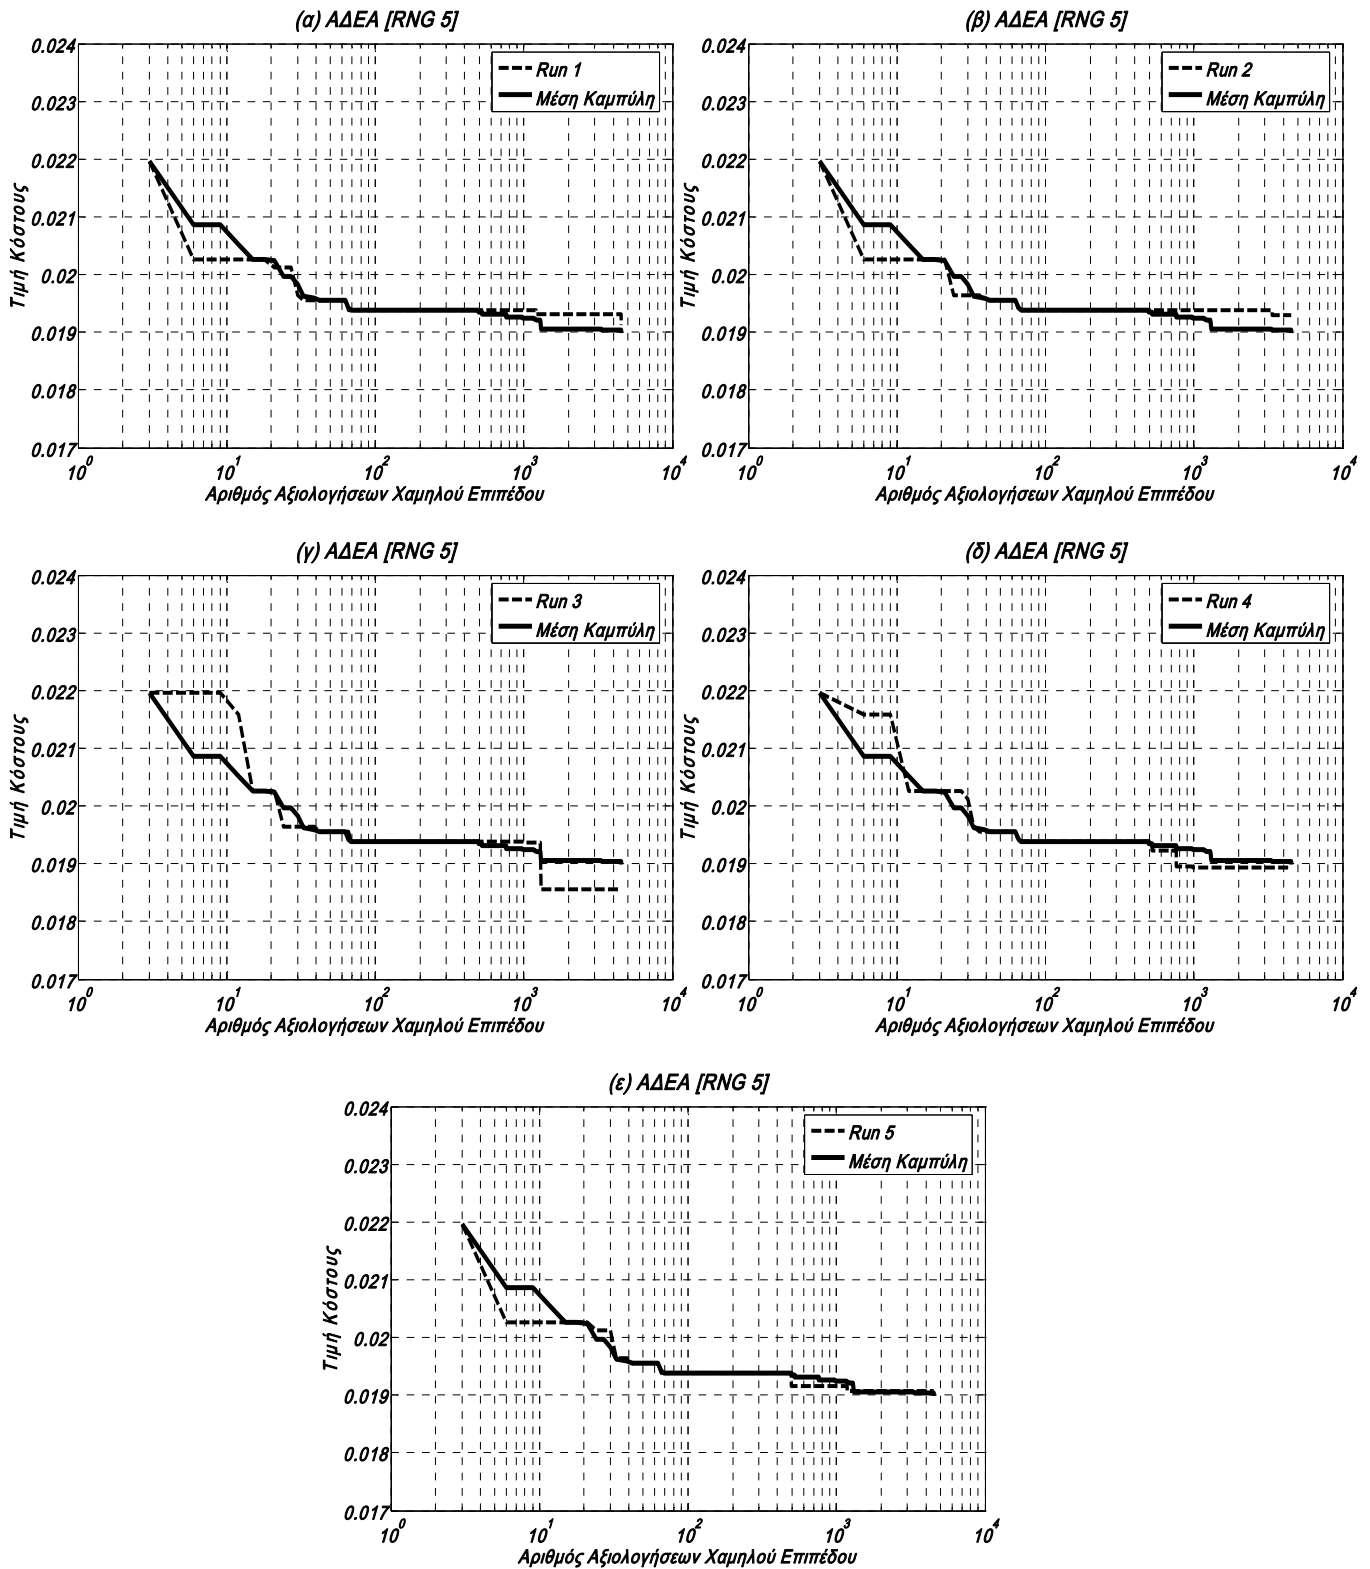 (α) ΑΔΕΑ [RNG 5]
0.024
0.023
0.022
0.021
0.02
0.019
0.018
0.017
Τιμή Κόστους
Run 1
Μέση Καμπύλη
10^0 10^1 10^2 10^3 10^4
Αριθμός Αξιολογήσεων Χαμηλού Επιπέδου
(β) ΑΔΕΑ [RNG 5]
0.024
0.023
0.022
0.021
0.02
0.019
0.018
0.017
Τιμή Κόστους
Run 2
Μέση Καμπύλη
10^0 10^1 10^2 10^3 10^4
Αριθμός Αξιολογήσεων Χαμηλού Επιπέδου
(γ) ΑΔΕΑ [RNG 5]
0.024
0.023
0.022
0.021
0.02
0.019
0.018
0.017
Τιμή Κόστους
Run 3
Μέση Καμπύλη
10^0 10^1 10^2 10^3 10^4
Αριθμός Αξιολογήσεων Χαμηλού Επιπέδου
(δ) ΑΔΕΑ [RNG 5]
0.024
0.023
0.022
0.021
0.02
0.019
0.018
0.017
Τιμή Κόστους
Run 4
Μέση Καμπύλη
10^0 10^1 10^2 10^3 10^4
Αριθμός Αξιολογήσεων Χαμηλού Επιπέδου
(ε) ΑΔΕΑ [RNG 5]
0.024
0.023
0.022
0.021
0.02
0.019
0.018
0.017
Τιμή Κόστους
Run 5
Μέση Καμπύλη
10^0 10^1 10^2 10^3 10^4
Αριθμός Αξιολογήσεων Χαμηλού Επιπέδου